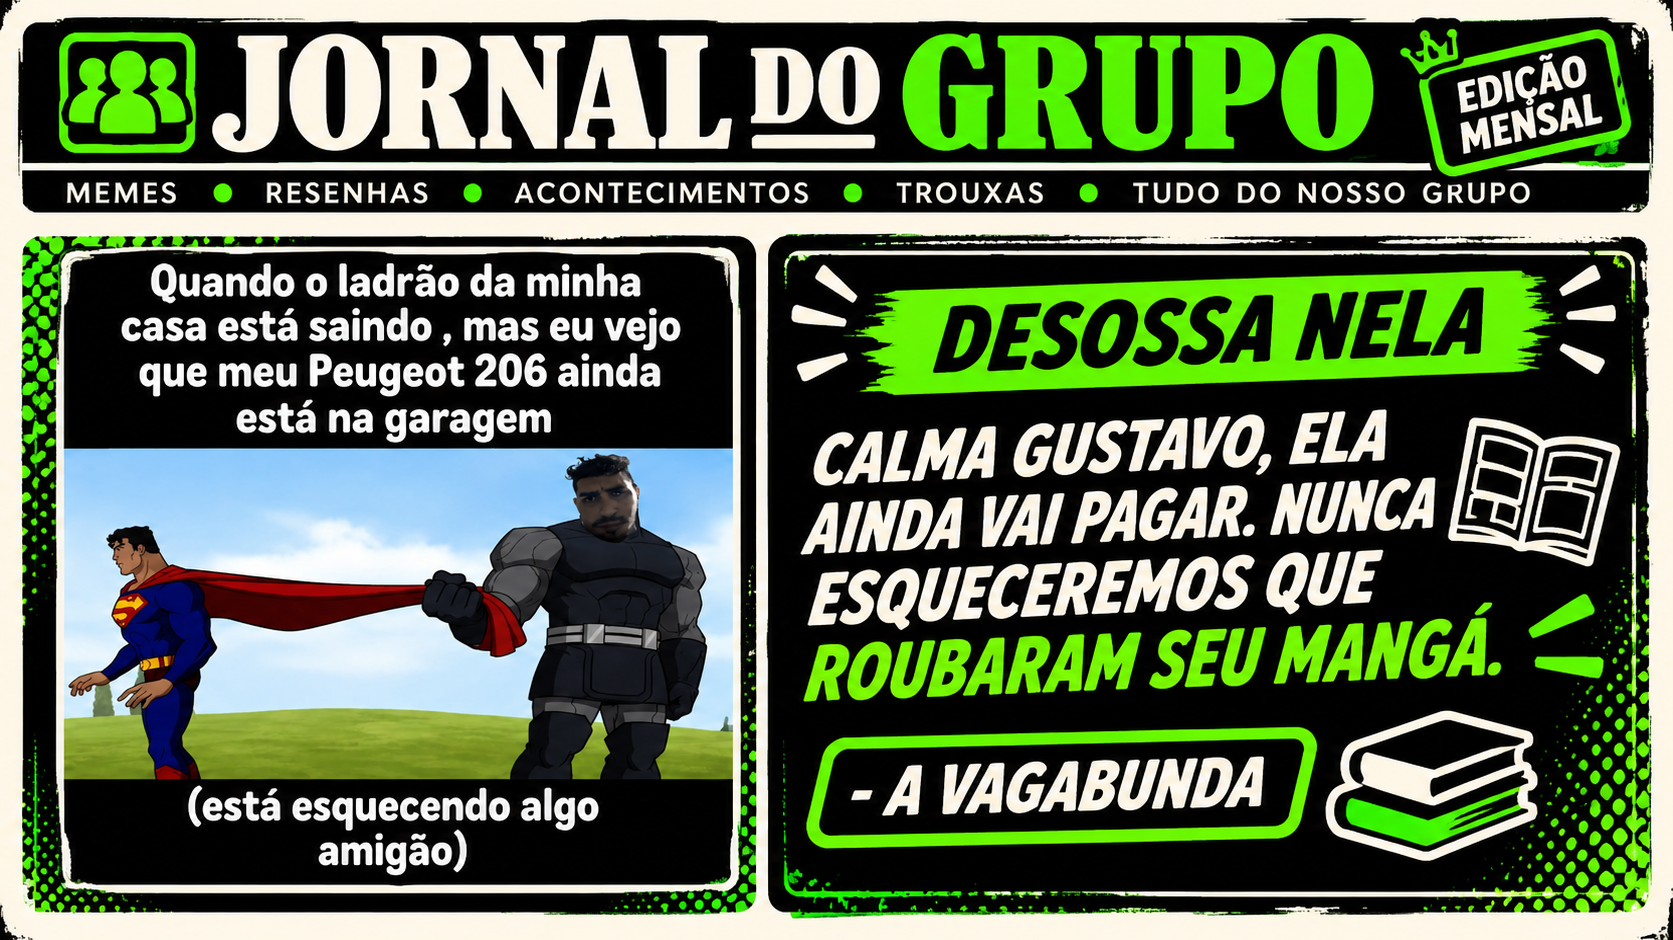 JORNAL DO GRUPO
EDIÇÃO
MENSAL
MEMES ● RESENHAS ● ACONTECIMENTOS ● TROUXAS ● TUDO DO NOSSO GRUPO
Quando o ladrão da minha
casa está saindo , mas eu vejo
que meu Peugeot 206 ainda
está na garagem
(está esquecendo algo
amigão)
DESOSSA NELA
CALMA GUSTAVO, ELA
AINDA VAI PAGAR. NUNCA
ESQUECEREMOS QUE
ROUBARAM SEU MANGÁ.
- A VAGABUNDA